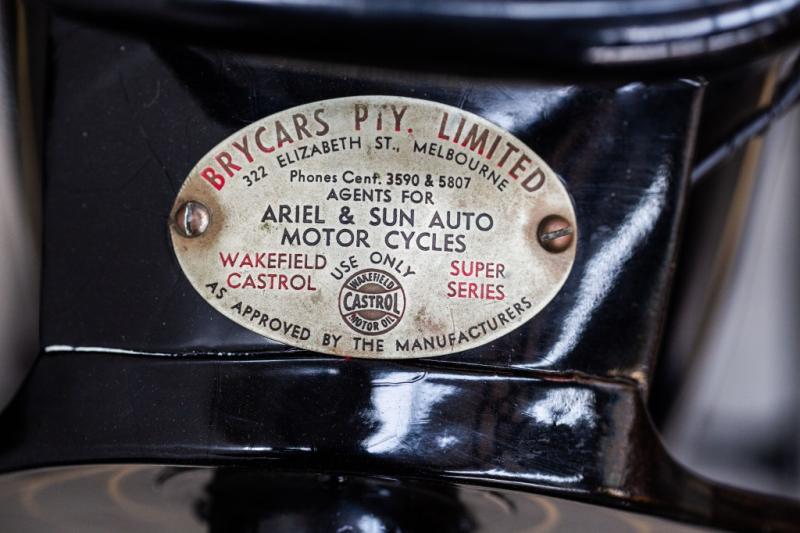 BRYCARS PTY. LIMITED
322 ELIZABETH ST., MELBOURNE
Phones Cent. 3590 & 5807
AGENTS FOR
ARIEL & SUN AUTO
MOTOR CYCLES
USE ONLY
WAKEFIELD
CASTROL
SUPER
SERIES
WAKEFIELD
CASTROL
MOTOR OIL
AS APPROVED BY THE MANUFACTURERS